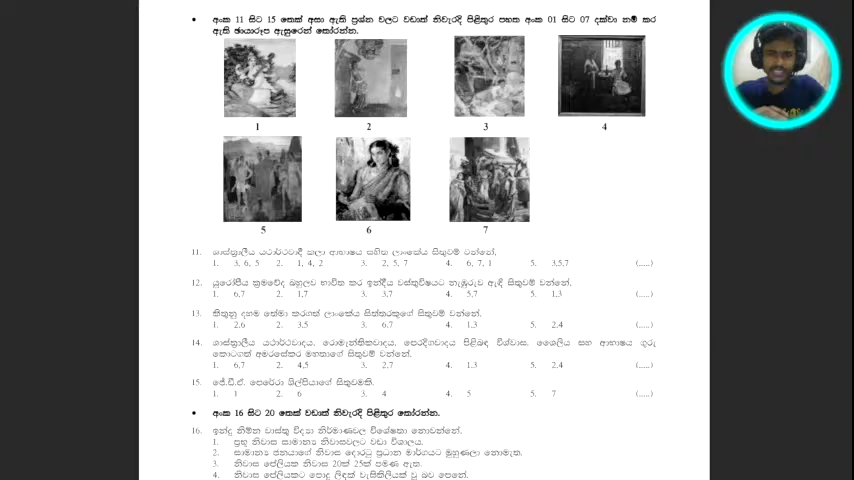 • අංක 11 සිට 15 තෙක් අසා ඇති ප්‍රශ්න වලට වඩාත් නිවැරදි පිළිතුර පහත අංක 01 සිට 07 දක්වා නම් කර
ඇති ඡායාරූප ඇසුරෙන් තෝරන්න.
1 2 3 4
5 6 7
11. ශාස්ත්‍රාලීය යථාර්ථවාදී කලා ආභාෂය සහිත ලාංකේය සිතුවම් වන්නේ,
1. 3, 6, 5 2. 1, 4, 2 3. 2, 5, 7 4. 6, 7, 1 5. 3,5,7 (.....)
12. යුරෝපීය ක්‍රමවේද බහුලව භාවිත කර ඉන්දීය වස්තුවිෂයට නැඹුරුව ඇඳි සිතුවම් වන්නේ,
1. 6,7 2. 1,7 3. 3,7 4. 5,7 5. 1,3 (.....)
13. කිතුනු දහම තේමා කරගත් ලාංකේය සිත්තරකුගේ සිතුවම් වන්නේ,
1. 2,6 2. 3,5 3. 6,7 4. 1,3 5. 2,4 (.....)
14. ශාස්ත්‍රාලීය යථාර්ථවාදය, රොමැන්තිකවාදය, පෙරදිගවාදය පිළිබඳ විශ්වාස, ශෛලිය සහ ආභාෂය ගුරු
කොටගත් අමරසේකර මහතාගේ සිතුවම් වන්නේ,
1. 6,7 2. 4,5 3. 2,7 4. 1,3 5. 2,4 (.....)
15. ජේ.ඩී.ඒ. පෙරේරා ශිල්පියාගේ සිතුවමකි.
1. 1 2. 6 3. 4 4. 5 5. 7 (.....)
• අංක 16 සිට 20 තෙක් වඩාත් නිවැරදි පිළිතුර තෝරන්න.
16. ඉන්දු නිම්න වාස්තු විද්‍යා නිර්මාණවල විශේෂතා නොවන්නේ.
1. ප්‍රභූ නිවාස සාමාන්‍ය නිවාසවලට වඩා විශාලය.
2. සාමාන්‍ය ජනයාගේ නිවාස දොරටු ප්‍රධාන මාර්ගයට මුහුණලා නොමැත.
3. නිවාස පේලියක නිවාස 20ක් 25ක් පමණ ඇත.
4. නිවාස පේලියකට පොදු ලිඳක් වැසිකිලියක් වූ බව පෙනේ.